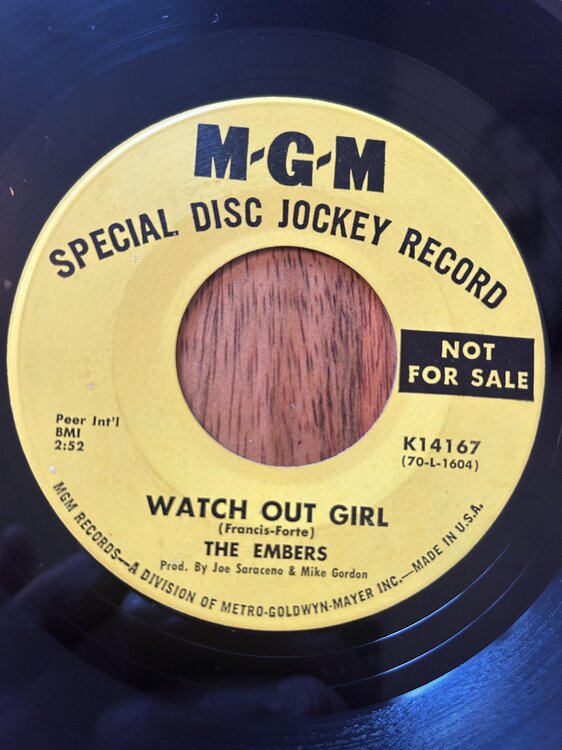 M-G-M
SPECIAL DISC JOCKEY RECORD
NOT
FOR SALE
Peer Int'l
BMI
2:52
K14167
(70-L-1604)
WATCH OUT GIRL
(Francis-Forte)
THE EMBERS
Prod. By Joe Saraceno & Mike Gordon
MGM RECORDS—A DIVISION OF METRO-GOLDWYN-MAYER INC.—MADE IN U.S.A.